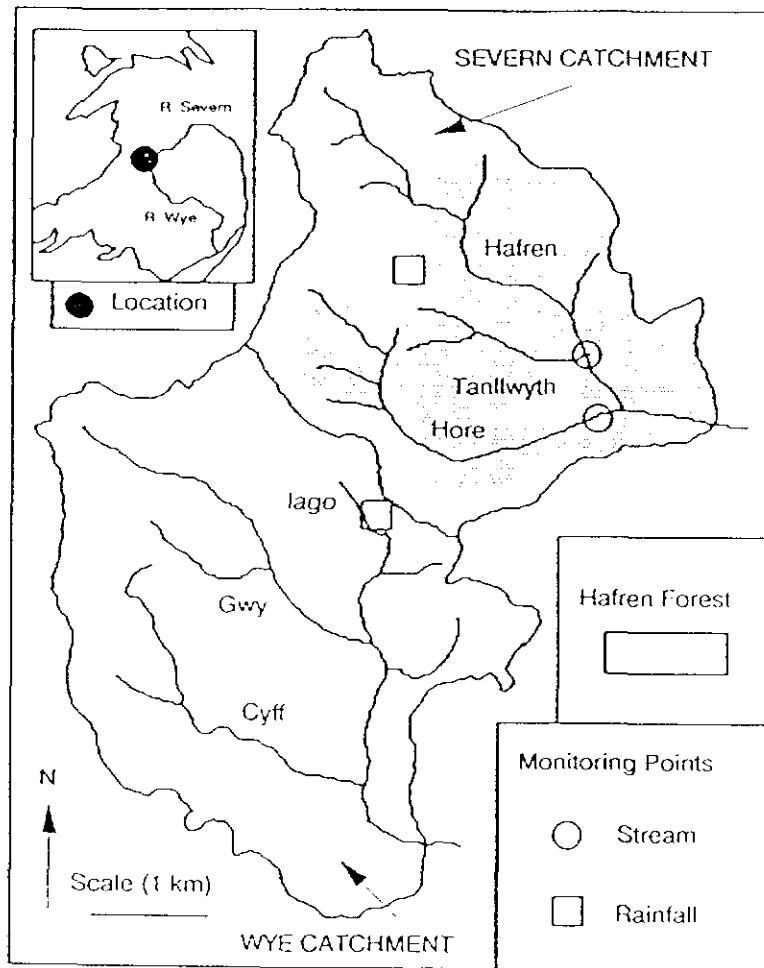 SEVERN CATCHMENT
R Severn
R Wye
Location
Hafren
Tanllwyth
Hore
Iago
Gwy
Cyff
Hafren Forest
Monitoring Points
Stream
Rainfall
N
Scale (1 km)
WYE CATCHMENT